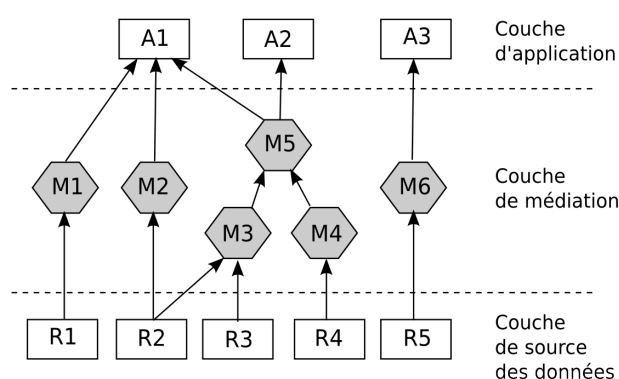 A1
A2
A3
Couche
d'application
M5
M1
M2
M6
Couche
de médiation
M3
M4
R1
R2
R3
R4
R5
Couche
de source
des données